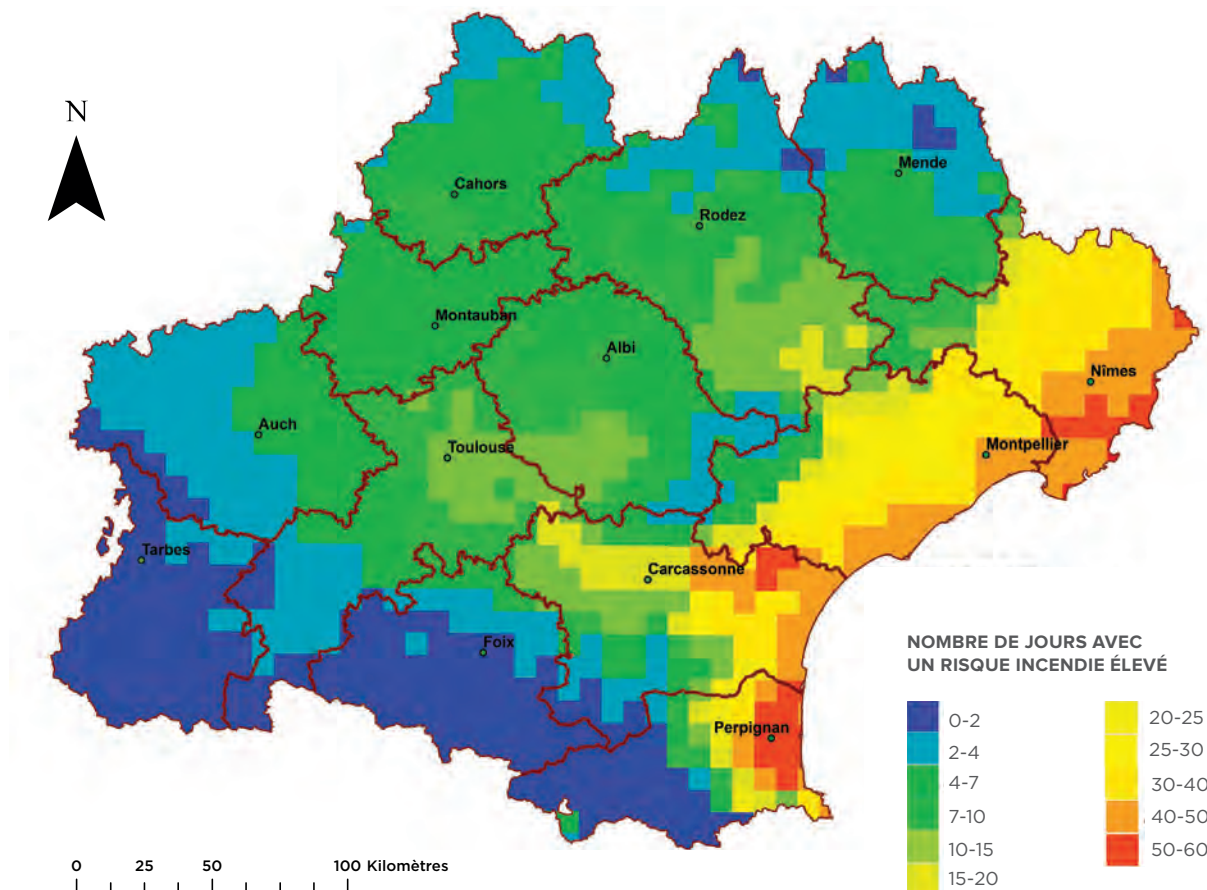 N
Cahors
Mende
Rodez
Montauban
Albi
Nîmes
Auch
Toulouse
Montpellier
Tarbes
Carcassonne
Foix
Perpignan
NOMBRE DE JOURS AVEC
UN RISQUE INCENDIE ÉLEVÉ
0-2
2-4
4-7
7-10
10-15
15-20
20-25
25-30
30-40
40-50
50-60
0 25 50 100 Kilomètres